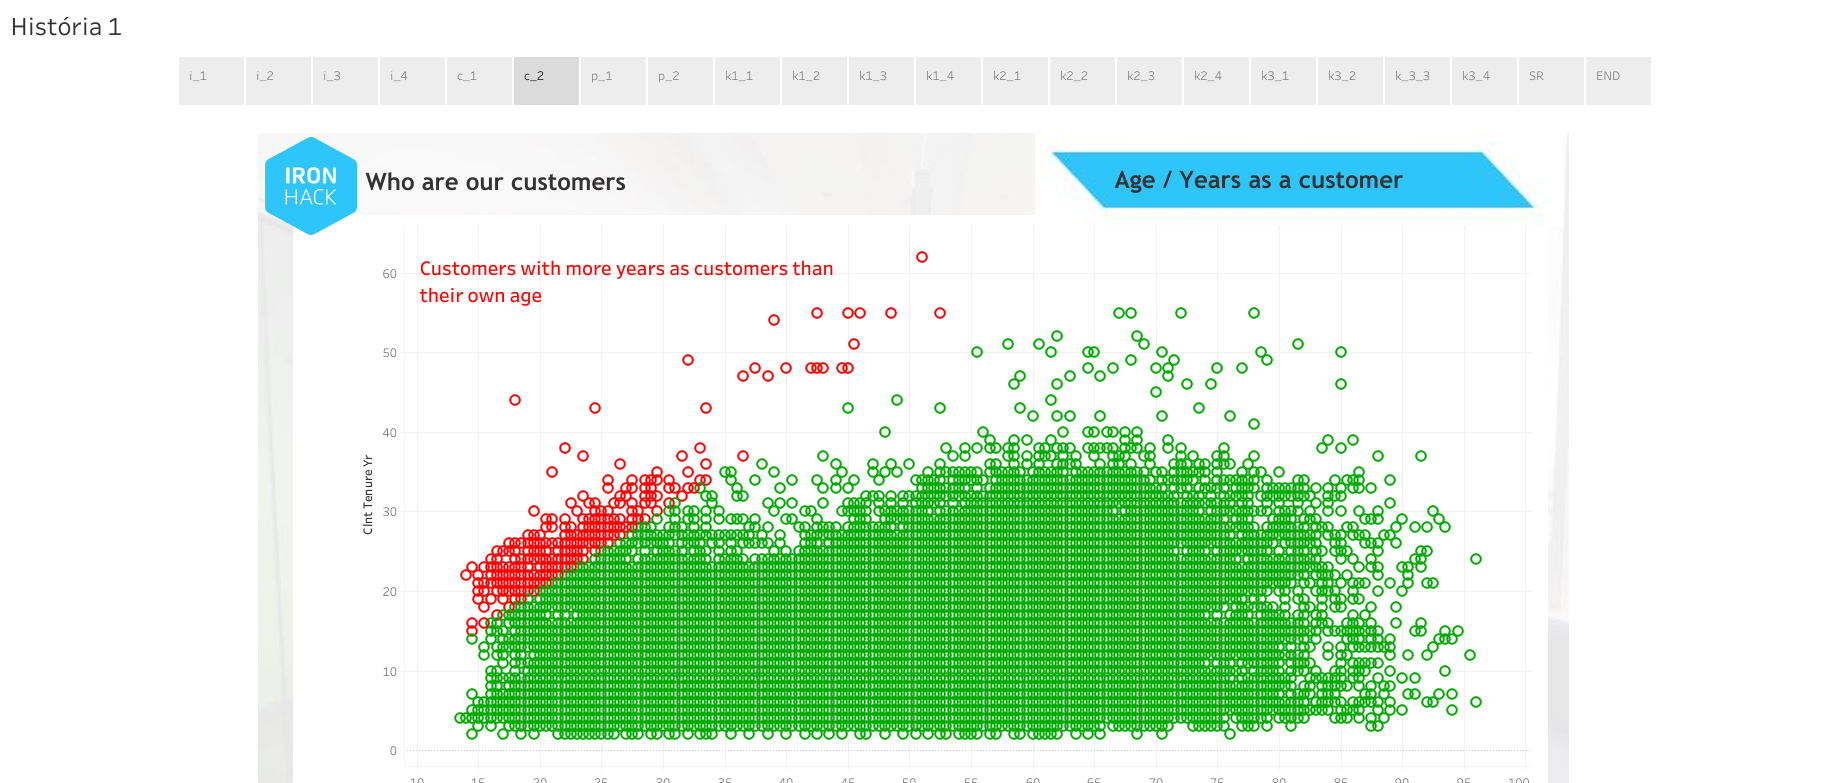 História 1
i_1 i_2 i_3 i_4 c_1 c_2 p_1 p_2 k1_1 k1_2 k1_3 k1_4 k2_1 k2_2 k2_3 k2_4 k3_1 k3_2 k_3_3 k3_4 SR END
IRON
HACK
Who are our customers
Age / Years as a customer
Customers with more years as customers than
their own age
60
50
40
30
20
10
0
Clnt Tenure Yr
10 15 20 25 30 35 40 45 50 55 60 65 70 75 80 85 90 95 100